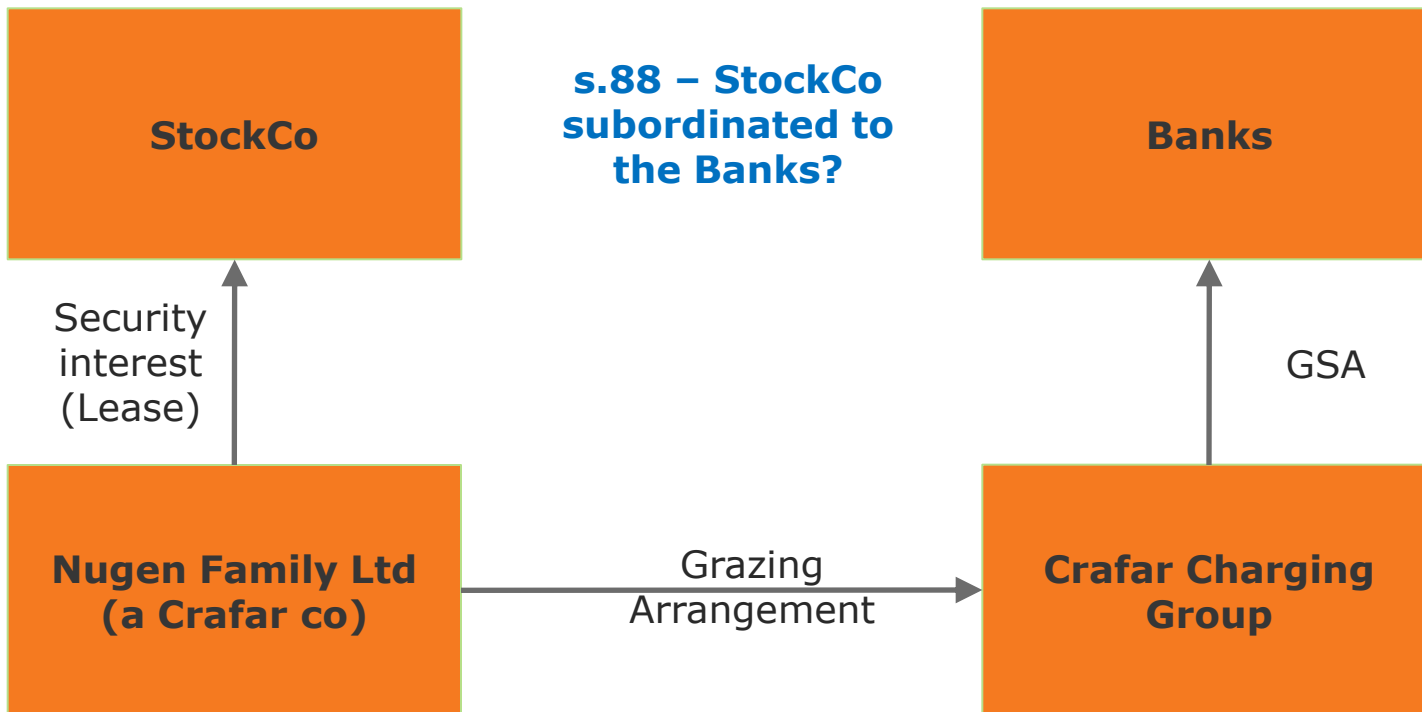 StockCo
s.88 – StockCo
subordinated to
the Banks?
Banks
Security
interest
(Lease)
GSA
Nugen Family Ltd
(a Crafar co)
Grazing
Arrangement
Crafar Charging
Group